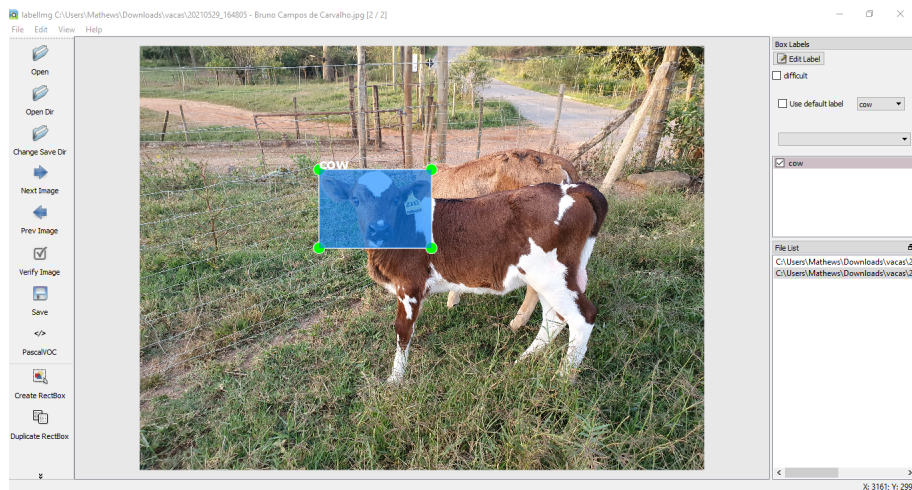 labelImg C:\Users\Mathews\Downloads\vacas\20210529_164805 - Bruno Campos de Carvalho.jpg [2 / 2]
File Edit View Help
Open
Open Dir
Change Save Dir
Next Image
Prev Image
Verify Image
Save
</>
PascalVOC
Create RectBox
Duplicate RectBox
cow
Box Labels
Edit Label
difficult
Use default label cow
cow
File List
C:\Users\Mathews\Downloads\vacas\2
C:\Users\Mathews\Downloads\vacas\2
X: 3161; Y: 299